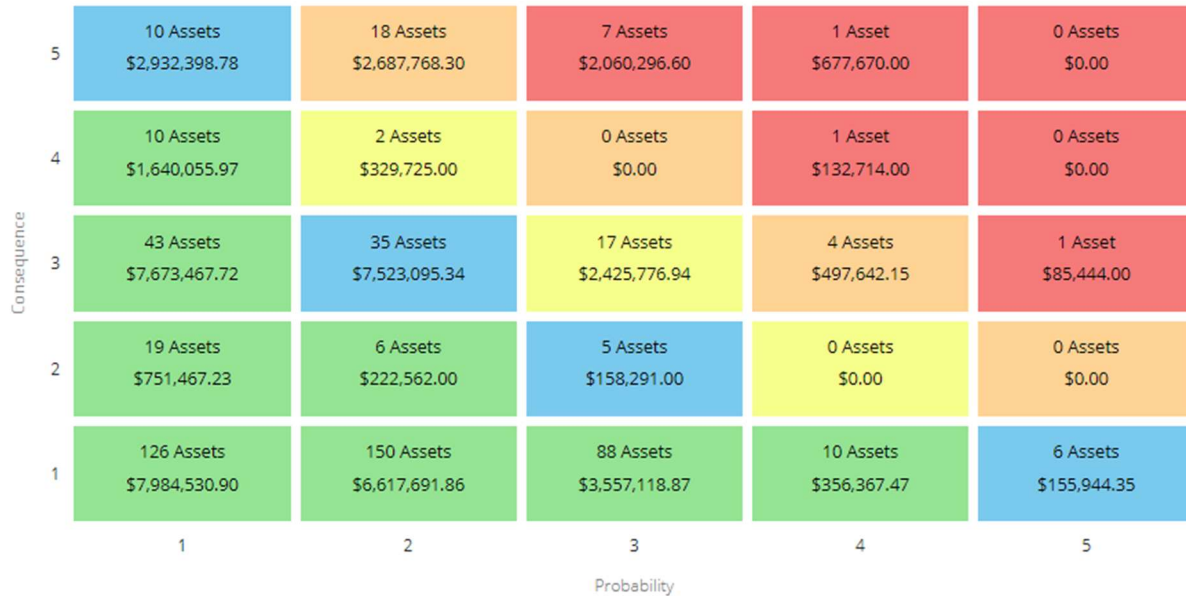 Consequence
5
10 Assets
$2,932,398.78
18 Assets
$2,687,768.30
7 Assets
$2,060,296.60
1 Asset
$677,670.00
0 Assets
$0.00
4
10 Assets
$1,640,055.97
2 Assets
$329,725.00
0 Assets
$0.00
1 Asset
$132,714.00
0 Assets
$0.00
3
43 Assets
$7,673,467.72
35 Assets
$7,523,095.34
17 Assets
$2,425,776.94
4 Assets
$497,642.15
1 Asset
$85,444.00
2
19 Assets
$751,467.23
6 Assets
$222,562.00
5 Assets
$158,291.00
0 Assets
$0.00
0 Assets
$0.00
1
126 Assets
$7,984,530.90
150 Assets
$6,617,691.86
88 Assets
$3,557,118.87
10 Assets
$356,367.47
6 Assets
$155,944.35
1
2
3
4
5
Probability